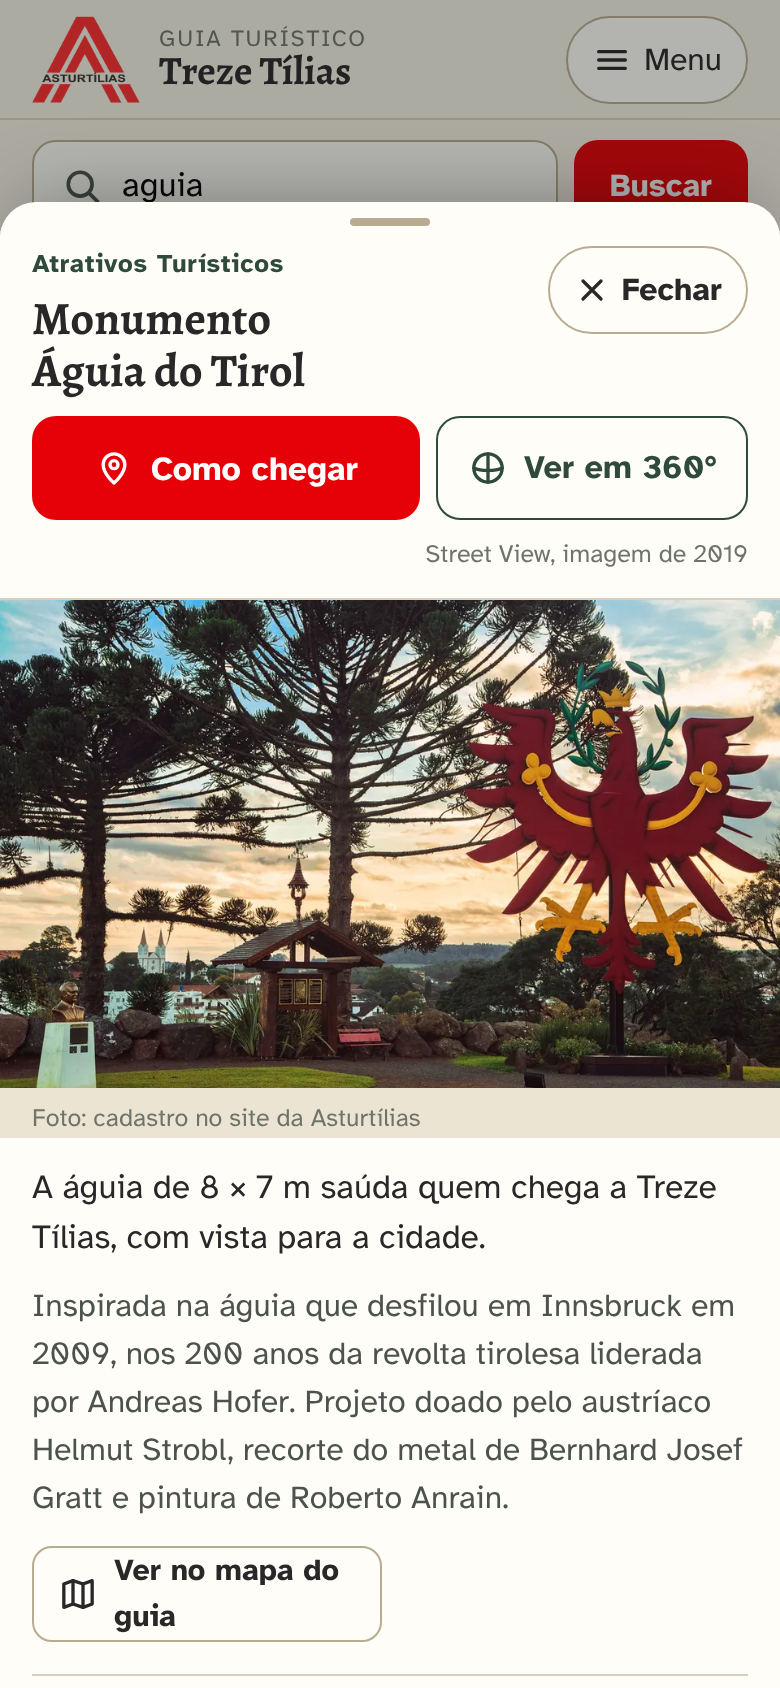 ASTURTÍLIAS
GUIA TURÍSTICO
Treze Tílias
Menu
aguia
Buscar
Atrativos Turísticos
Fechar
Monumento
Águia do Tirol
Como chegar
Ver em 360°
Street View, imagem de 2019
Foto: cadastro no site da Asturtílias
A águia de 8 × 7 m saúda quem chega a Treze
Tílias, com vista para a cidade.
Inspirada na águia que desfilou em Innsbruck em
2009, nos 200 anos da revolta tirolesa liderada
por Andreas Hofer. Projeto doado pelo austríaco
Helmut Strobl, recorte do metal de Bernhard Josef
Gratt e pintura de Roberto Anrain.
Ver no mapa do
guia